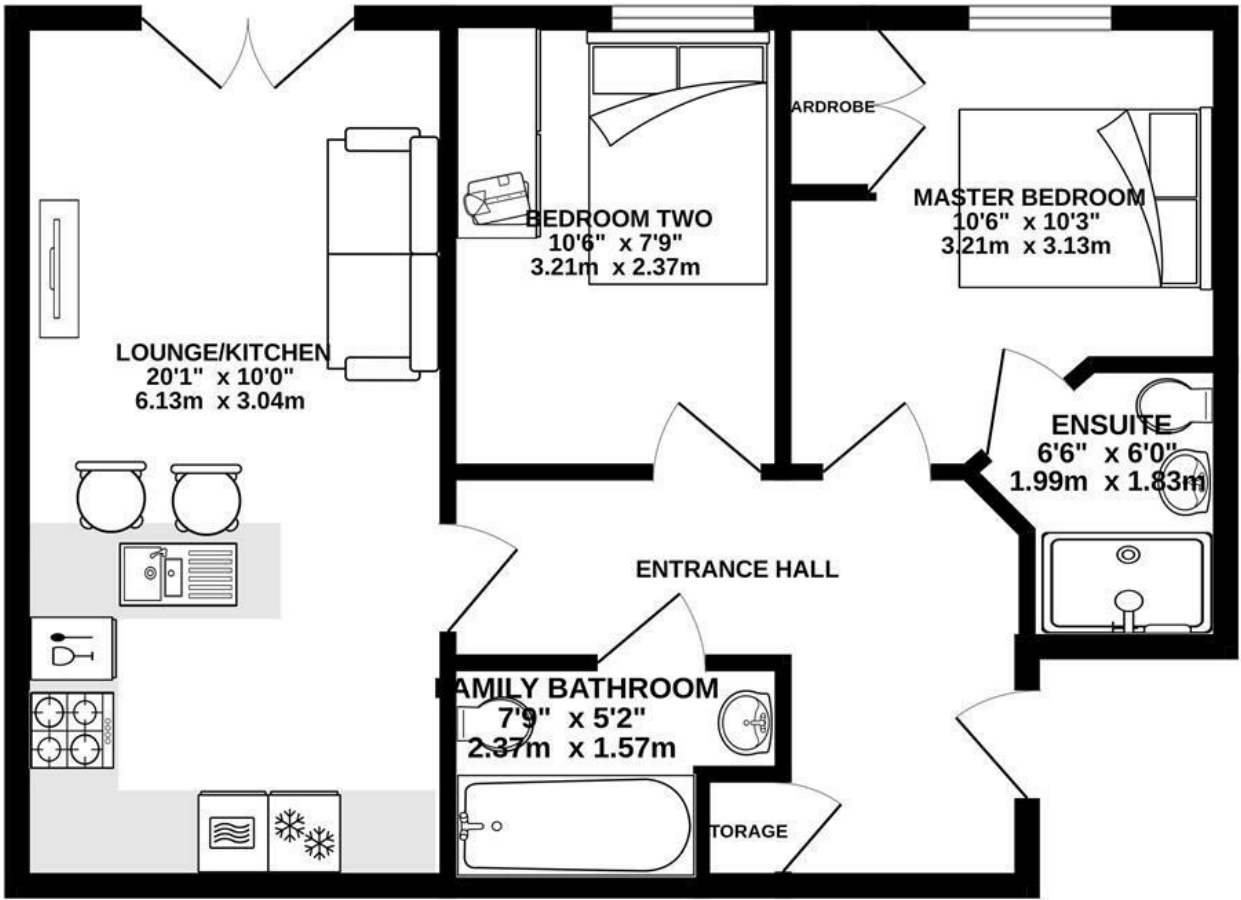 ARDROBE
MASTER BEDROOM
10'6" x 10'3"
3.21m x 3.13m
BEDROOM TWO
10'6" x 7'9"
3.21m x 2.37m
LOUNGE/KITCHEN
20'1" x 10'0"
6.13m x 3.04m
ENSUITE
6'6" x 6'0"
1.99m x 1.83m
ENTRANCE HALL
FAMILY BATHROOM
7'9" x 5'2"
2.37m x 1.57m
TORAGE